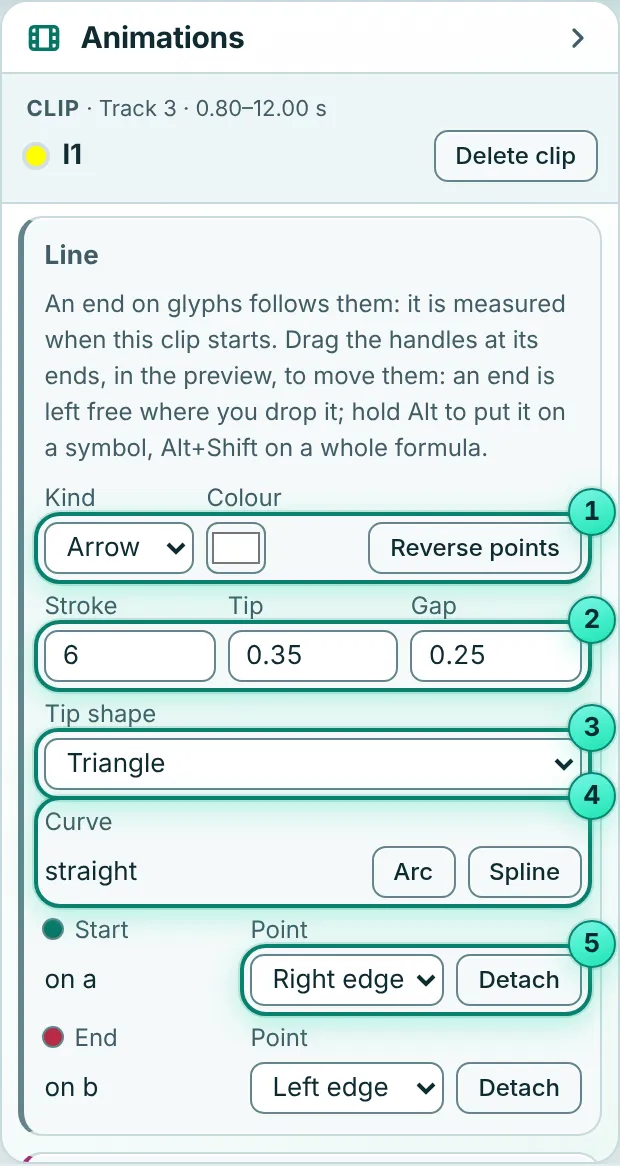 Animations
CLIP · Track 3 · 0.80–12.00 s
l1
Delete clip
Line
An end on glyphs follows them: it is measured
when this clip starts. Drag the handles at its
ends, in the preview, to move them: an end is
left free where you drop it; hold Alt to put it on
a symbol, Alt+Shift on a whole formula.
Kind Colour
1
Arrow Reverse points
Stroke Tip Gap
2
6 0.35 0.25
Tip shape
3
Triangle
4
Curve
straight Arc Spline
Start Point
5
on a Right edge Detach
End Point
on b Left edge Detach